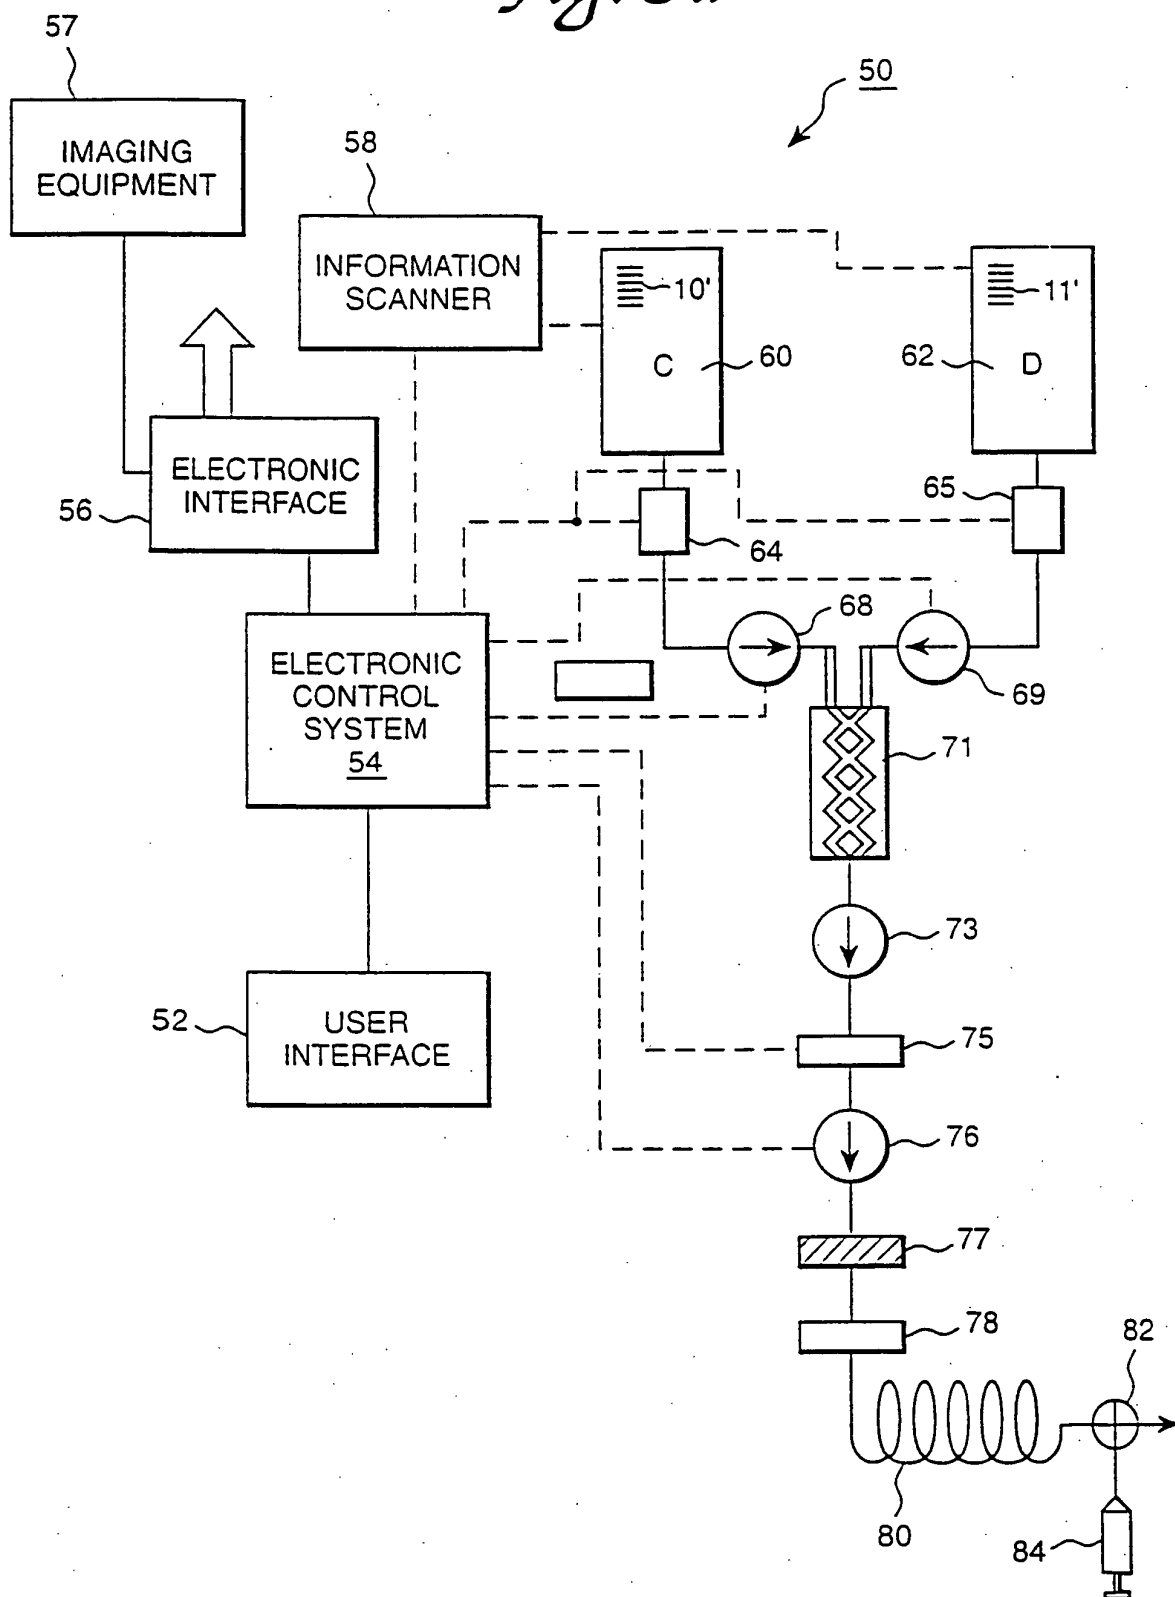 57
50
IMAGING
EQUIPMENT
58
INFORMATION
SCANNER
10'
11'
C
60
62
D
ELECTRONIC
INTERFACE
56
65
64
68
69
ELECTRONIC
CONTROL
SYSTEM
54
71
73
52
USER
INTERFACE
75
76
77
78
82
80
84